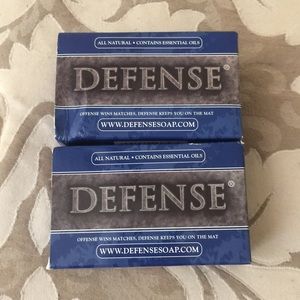 ALL NATURAL • CONTAINS ESSENTIAL OILS
DEFENSE®
OFFENSE WINS MATCHES, DEFENSE KEEPS YOU ON THE MAT
WWW.DEFENSESOAP.COM
ALL NATURAL • CONTAINS ESSENTIAL OILS
DEFENSE®
OFFENSE WINS MATCHES, DEFENSE KEEPS YOU ON THE MAT
WWW.DEFENSESOAP.COM